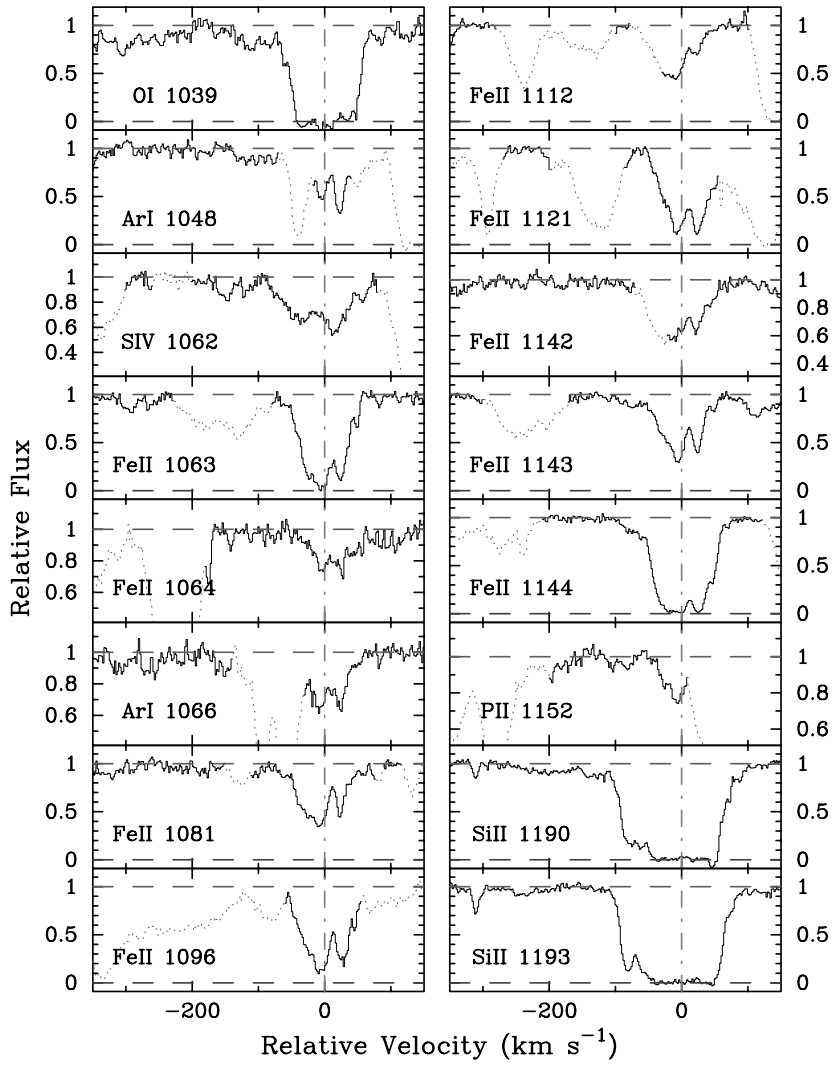 1
0.5
0
OI 1039
1
0.5
0
ArI 1048
1
0.8
0.6
0.4
SIV 1062
1
0.5
0
FeII 1063
1
0.8
0.6
FeII 1064
1
0.8
0.6
ArI 1066
1
0.5
0
FeII 1081
1
0.5
0
FeII 1096
FeII 1112
1
0.5
0
FeII 1121
1
0.5
0
FeII 1142
1
0.8
0.6
0.4
FeII 1143
1
0.5
0
FeII 1144
1
0.5
0
PII 1152
1
0.8
0.6
SiII 1190
1
0.5
0
SiII 1193
1
0.5
0
−200 0 −200 0
Relative Flux
Relative Velocity (km s⁻¹)